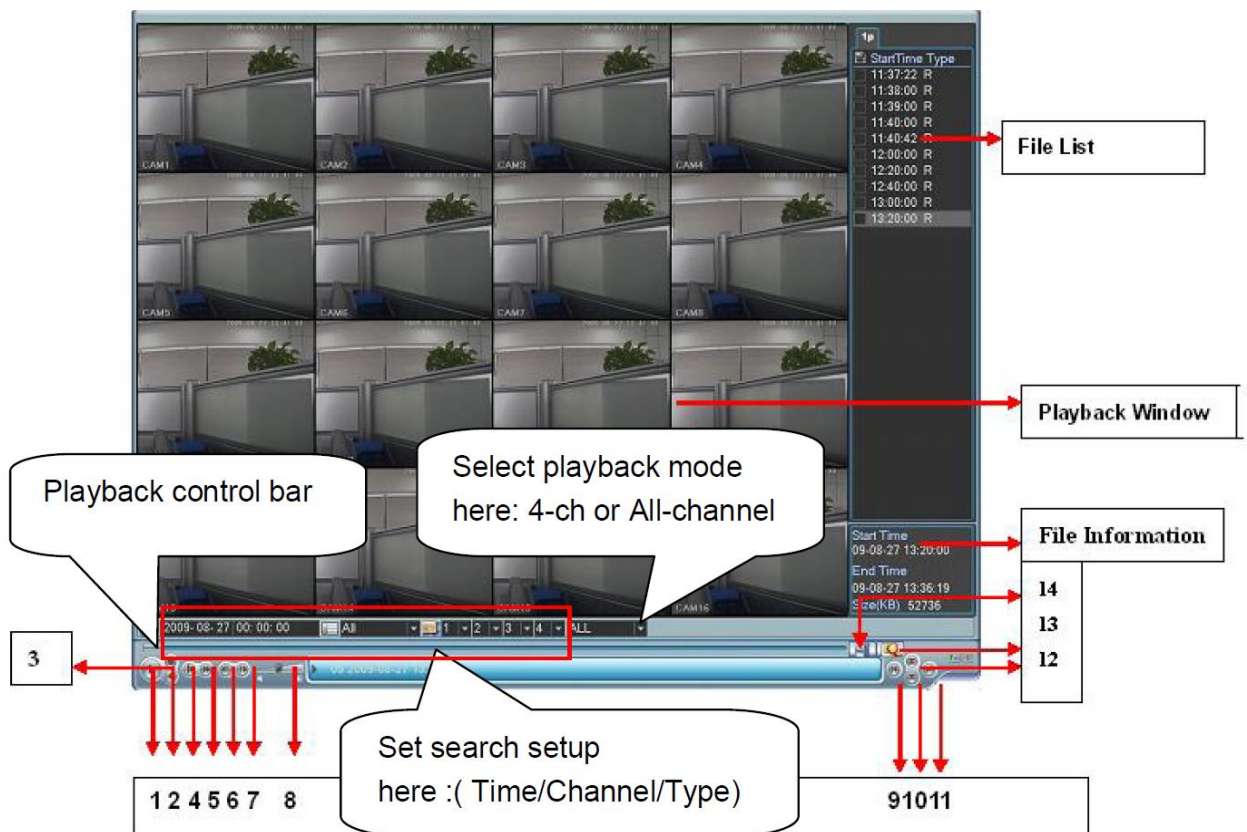 1p
StartTime Type
11:37:22 R
11:38:00 R
11:39:00 R
11:40:00 R
11:40:42 R
12:00:00 R
12:20:00 R
12:40:00 R
13:00:00 R
13:20:00 R
File List
CAM1
CAM2
CAM3
CAM4
CAM5
CAM6
CAM7
CAM8
Playback Window
Playback control bar
Select playback mode
here: 4-ch or All-channel
Start Time
09-08-27 13:20:00
End Time
09-08-27 13:36:19
Size(KB) 52736
File Information
CAM16
2009- 08- 27 00: 00: 00 All 1 2 3 4 ALL
14
13
12
3
Set search setup
here :( Time/Channel/Type)
1 2 4 5 6 7 8
91011